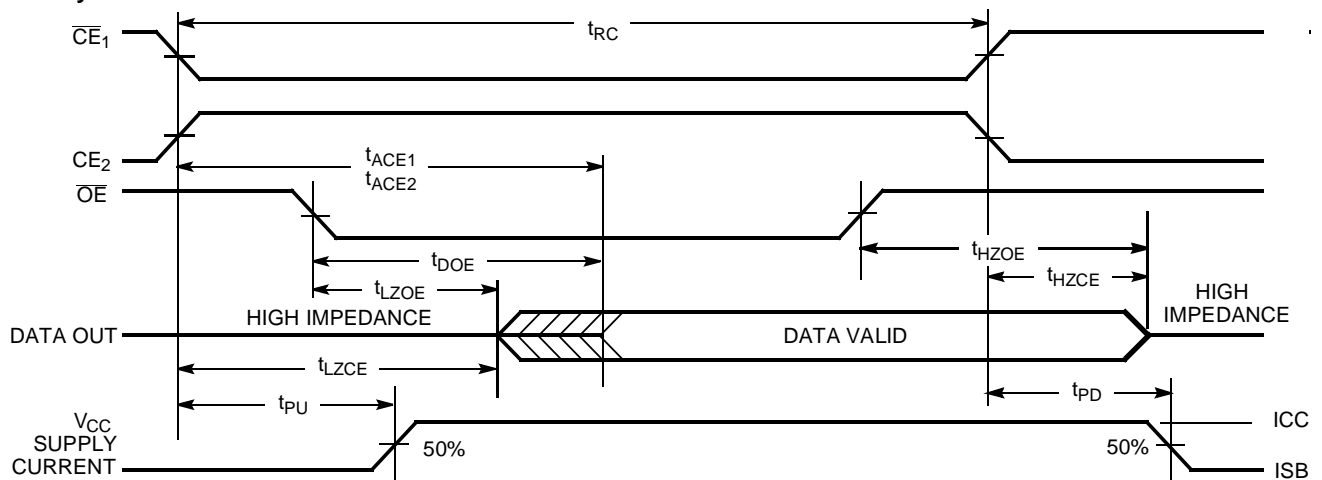 tRC
CE1
CE2
tACE1
tACE2
OE
tHZOE
tDOE
tHZCE
tLZOE
HIGH IMPEDANCE
HIGH
IMPEDANCE
DATA OUT
DATA VALID
tLZCE
tPU
tPD
VCC
SUPPLY
CURRENT
50%
50%
ICC
ISB